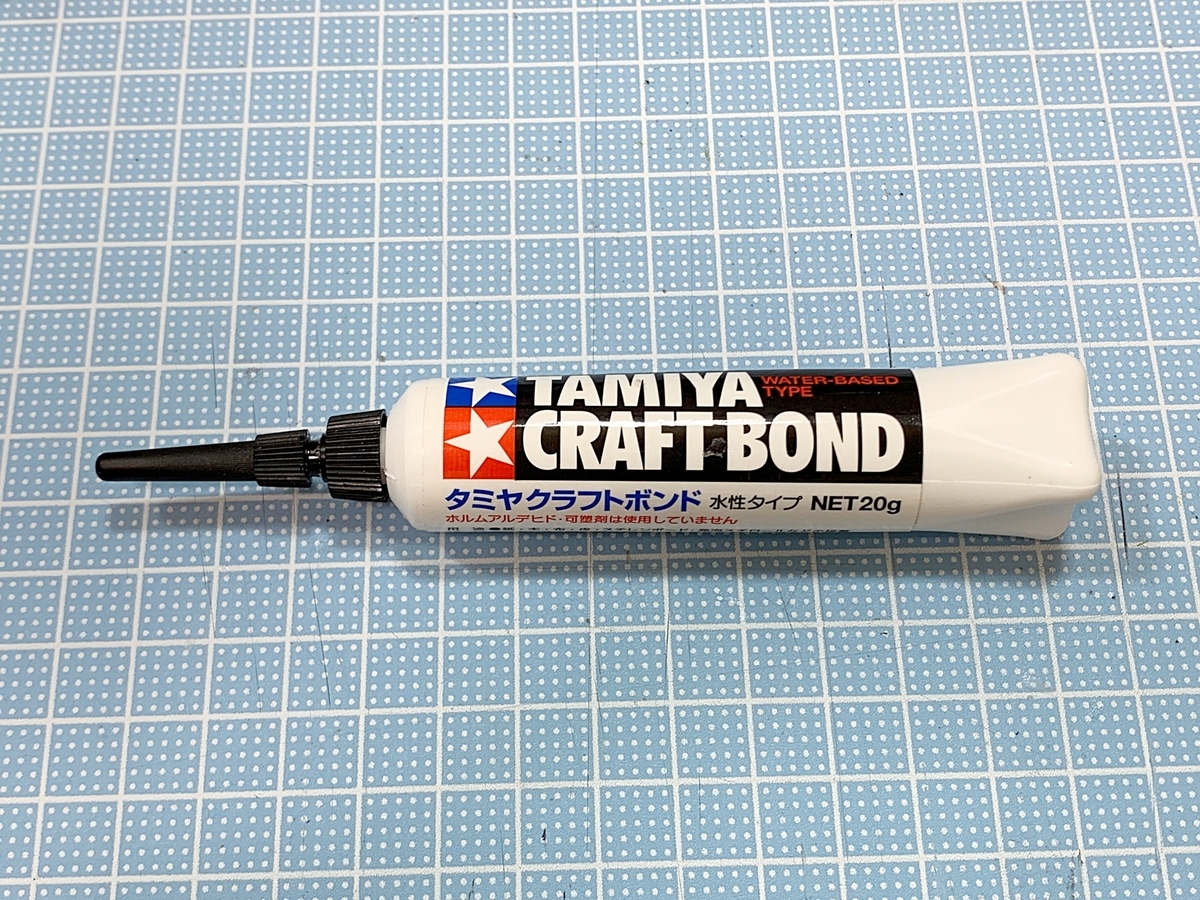 TAMIYA WATER-BASED TYPE
CRAFT BOND
タミヤクラフトボンド 水性タイプ NET20g
ホルムアルデヒド・可塑剤は使用していません